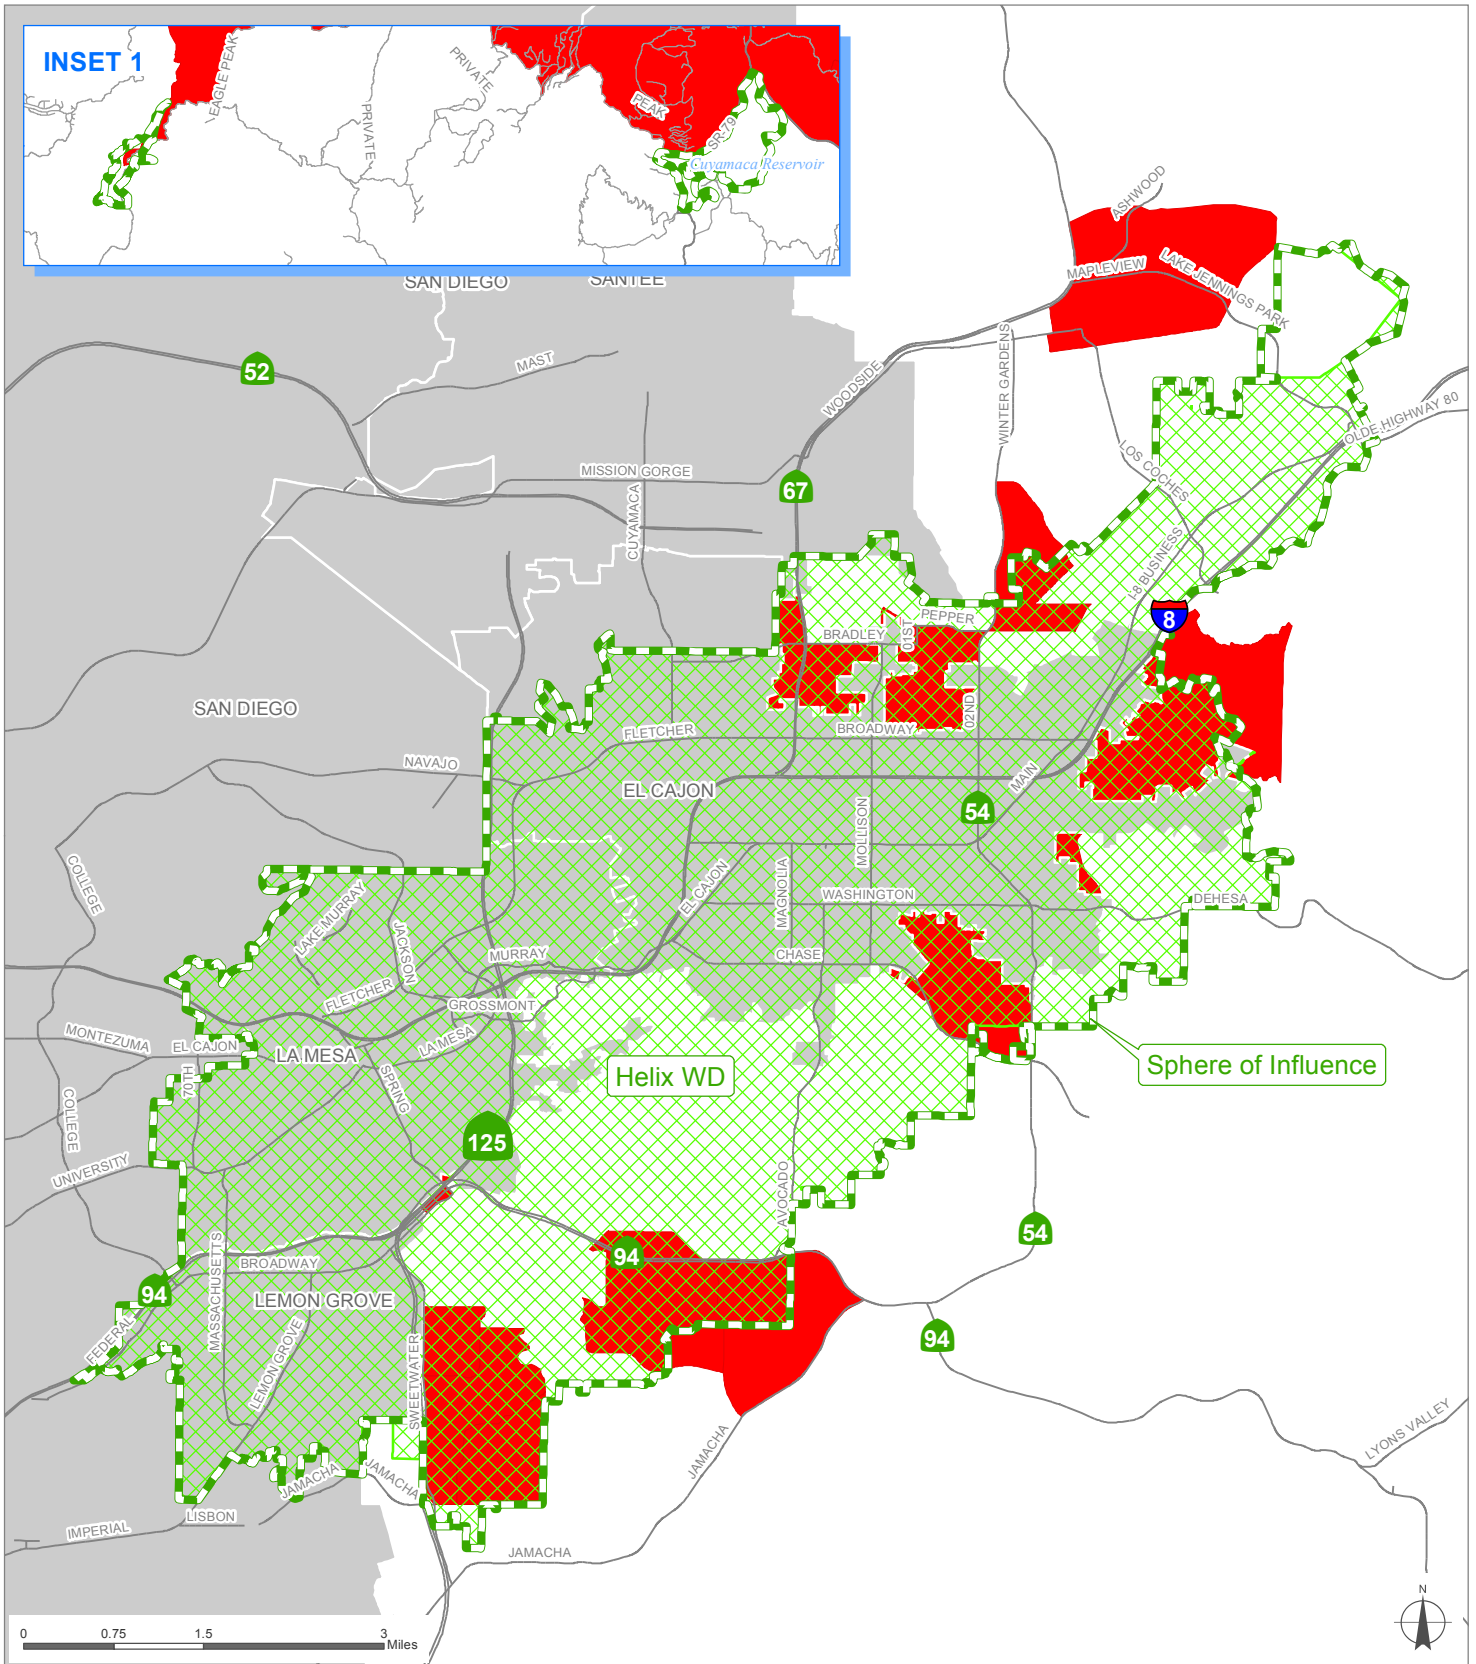 INSET 1
EAGLE PEAK
PRIVATE
PRIVATE
PEAK
SR-79
Cuyamaca Reservoir
SAN DIEGO
SANTEE
ASHWOOD
MAPLEVIEW
LAKE JENNINGS PARK
52
MAST
WOODSIDE
WINTER GARDENS
OLDE HIGHWAY 80
LOS COCHES
MISSION GORGE
67
CUYAMACA
I-8 BUSINESS
8
PEPPER
BRADLEY
01ST
SAN DIEGO
02ND
FLETCHER
BROADWAY
NAVAJO
EL CAJON
MAIN
54
MOLLISON
COLLEGE
LAKE MURRAY
EL CAJON
MAGNOLIA
WASHINGTON
DEHESA
JACKSON
MURRAY
CHASE
FLETCHER
GROSSMONT
MONTEZUMA
EL CAJON
LA MESA
LA MESA
70TH
SPRING
Helix WD
Sphere of Influence
COLLEGE
125
UNIVERSITY
AVOCADO
54
MASSACHUSETTS
BROADWAY
94
94
LEMON GROVE
94
FEDERAL
LEMON GROVE
SWEETWATER
LYONS VALLEY
JAMACHA
JAMACHA
JAMACHA
LISBON
IMPERIAL
JAMACHA
N
0 0.75 1.5 3
Miles